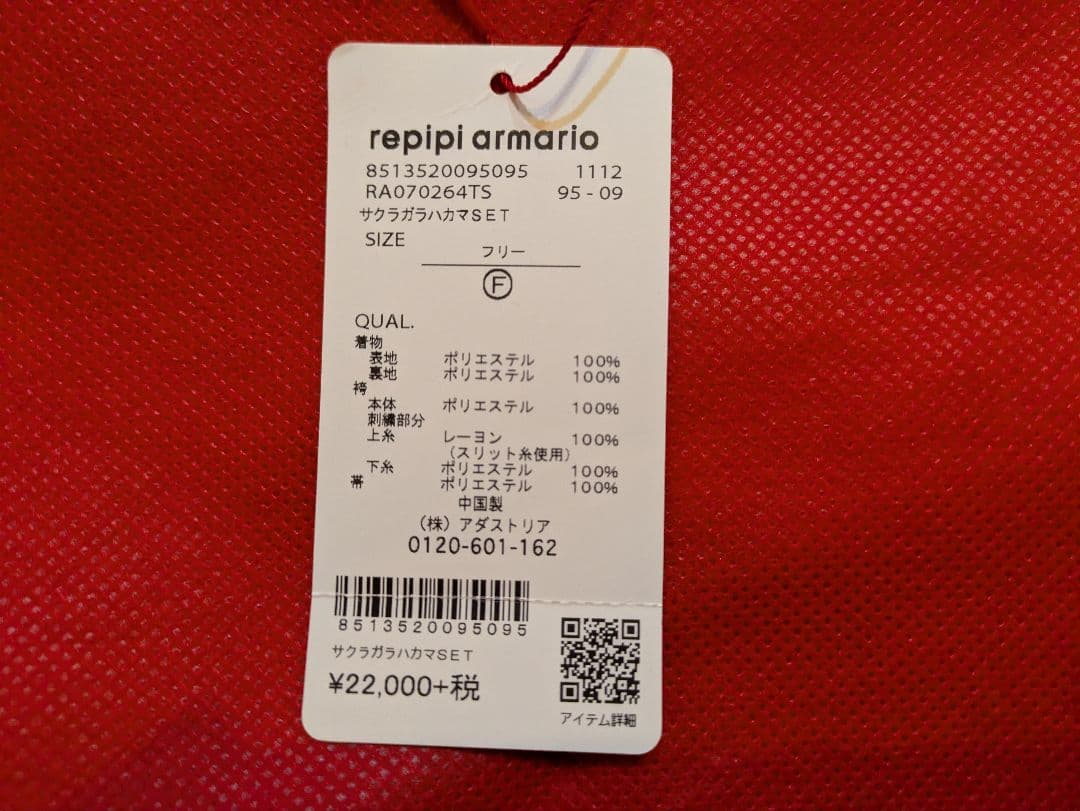 repipi armario
8513520095095 1112
RA070264TS 95 - 09
サクラガラハカマSET
SIZE フリー
F
QUAL.
着物
表地 ポリエステル 100%
裏地 ポリエステル 100%
袴
本体 ポリエステル 100%
刺繍部分
上糸 レーヨン 100%
（スリット糸使用）
下糸 ポリエステル 100%
帯 ポリエステル 100%
中国製
（株）アダストリア
0120-601-162
8513520095095
サクラガラハカマSET
¥22,000+税
アイテム詳細